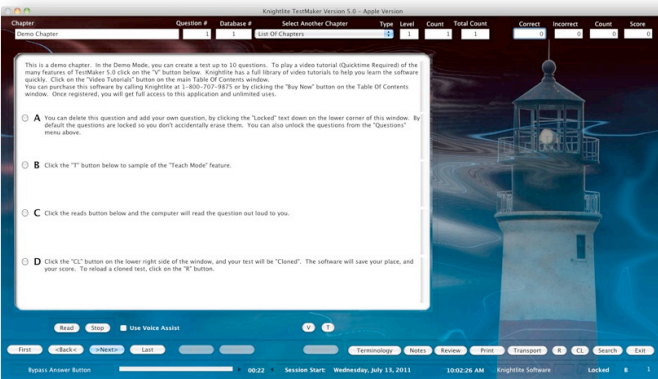 Knightlite TestMaker Version 5.0 - Apple Version
Chapter Question # Database # Select Another Chapter Type Level Count Total Count Correct Incorrect Count Score
Demo Chapter 1 1 List Of Chapters 1 1 1 0 0 0 0
This is a demo chapter. In the Demo Mode, you can create a test up to 10 questions. To play a video tutorial (Quicktime Required) of the
many features of TestMaker 5.0 click on the "V" button below. Knightlite has a full library of video tutorials to help you learn the software
quickly. Click on the "Video Tutorials" button on the main Table Of Contents window.
You can purchase this software by calling Knightlite at 1-800-707-9875 or by clicking the "Buy Now" button on the Table Of Contents
window. Once registered, you will get full access to this application and unlimited uses.
A You can delete this question and add your own question, by clicking the "Locked" text down on the lower corner of this window. By
default the questions are locked so you don't accidentally erase them. You can also unlock the questions from the "Questions"
menu above.
B Click the "T" button below to sample of the "Teach Mode" feature.
C Click the reads button below and the computer will read the question out loud to you.
D Click the "CL" button on the lower right side of the window, and your test will be "Cloned". The software will save your place, and
your score. To reload a cloned test, click on the "R" button.
Read Stop Use Voice Assist V T
First <Back< >Next> Last Terminology Notes Review Print Transport R CL Search Exit
Bypass Answer Button 00:22 Session Start: Wednesday, July 13, 2011 10:02:26 AM Knightlite Software Locked 8 1